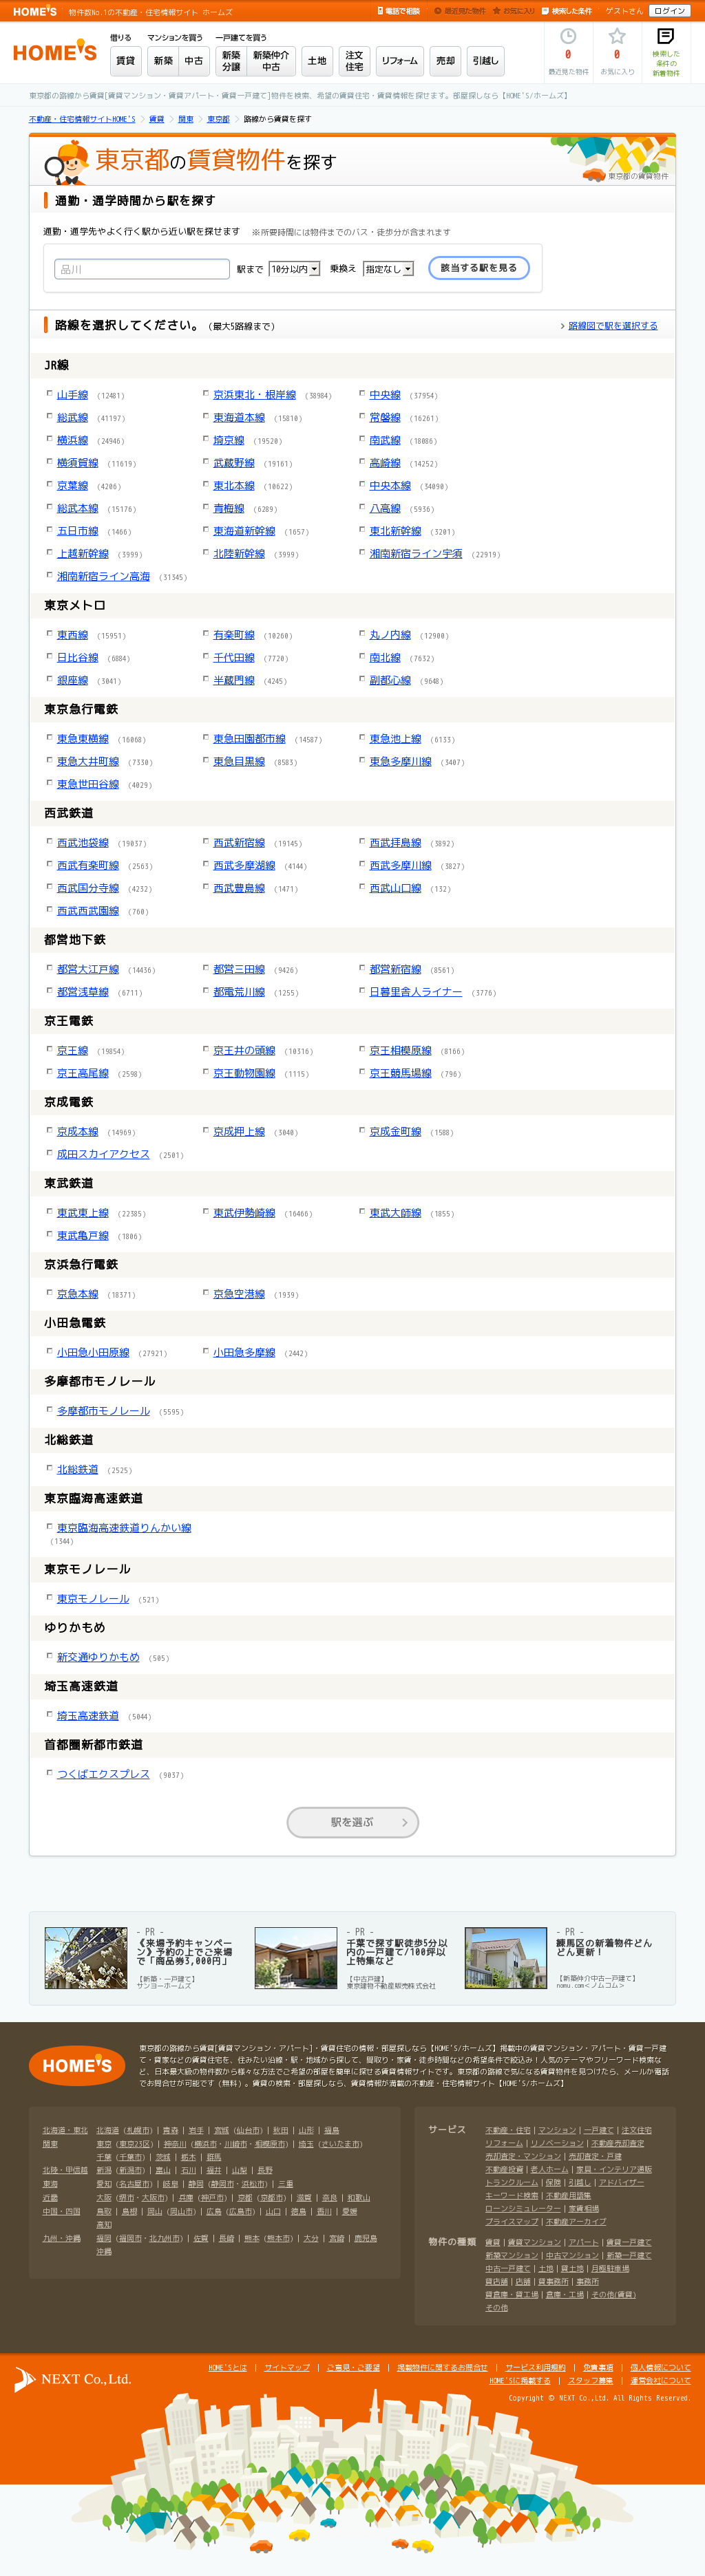 HOME'S 物件数No.1の不動産・住宅情報サイト ホームズ
電話で相談 最近見た物件 お気に入り 検索した条件 ゲストさん ログイン
HOME'S
借りる マンションを買う 一戸建てを買う
賃貸 新築 中古 新築分譲 新築仲介中古 土地 注文住宅 リフォーム 売却 引越し
0 最近見た物件
0 お気に入り
検索した条件の新着物件
東京都の路線から賃貸[賃貸マンション・賃貸アパート・賃貸一戸建て]物件を検索、希望の賃貸住宅・賃貸情報を探せます。部屋探しなら【HOME'S/ホームズ】
不動産・住宅情報サイトHOME'S 賃貸 関東 東京都 路線から賃貸を探す
東京都の賃貸物件を探す
東京都の賃貸物件
通勤・通学時間から駅を探す
通勤・通学先やよく行く駅から近い駅を探せます ※所要時間には物件までのバス・徒歩分が含まれます
品川 駅まで 10分以内 乗換え 指定なし 該当する駅を見る
路線を選択してください。（最大5路線まで） 路線図で駅を選択する
JR線
山手線 (12481) 京浜東北・根岸線 (38984) 中央線 (37954)
総武線 (41197) 東海道本線 (15810) 常磐線 (16261)
横浜線 (24946) 埼京線 (19520) 南武線 (18086)
横須賀線 (11619) 武蔵野線 (19161) 高崎線 (14252)
京葉線 (4206) 東北本線 (10622) 中央本線 (34090)
総武本線 (15176) 青梅線 (6289) 八高線 (5936)
五日市線 (1466) 東海道新幹線 (1657) 東北新幹線 (3201)
上越新幹線 (3999) 北陸新幹線 (3999) 湘南新宿ライン宇須 (22919)
湘南新宿ライン高海 (31345)
東京メトロ
東西線 (15951) 有楽町線 (10260) 丸ノ内線 (12900)
日比谷線 (6884) 千代田線 (7720) 南北線 (7632)
銀座線 (3041) 半蔵門線 (4245) 副都心線 (9648)
東京急行電鉄
東急東横線 (16068) 東急田園都市線 (14587) 東急池上線 (6133)
東急大井町線 (7330) 東急目黒線 (8583) 東急多摩川線 (3407)
東急世田谷線 (4029)
西武鉄道
西武池袋線 (19037) 西武新宿線 (19145) 西武拝島線 (3892)
西武有楽町線 (2563) 西武多摩湖線 (4144) 西武多摩川線 (3827)
西武国分寺線 (4232) 西武豊島線 (1471) 西武山口線 (132)
西武西武園線 (760)
都営地下鉄
都営大江戸線 (14436) 都営三田線 (9426) 都営新宿線 (8561)
都営浅草線 (6711) 都電荒川線 (1255) 日暮里舎人ライナー (3776)
京王電鉄
京王線 (19854) 京王井の頭線 (10316) 京王相模原線 (8166)
京王高尾線 (2598) 京王動物園線 (1115) 京王競馬場線 (796)
京成電鉄
京成本線 (14969) 京成押上線 (3040) 京成金町線 (1588)
成田スカイアクセス (2501)
東武鉄道
東武東上線 (22385) 東武伊勢崎線 (16466) 東武大師線 (1855)
東武亀戸線 (1806)
京浜急行電鉄
京急本線 (18371) 京急空港線 (1939)
小田急電鉄
小田急小田原線 (27921) 小田急多摩線 (2442)
多摩都市モノレール
多摩都市モノレール (5595)
北総鉄道
北総鉄道 (2525)
東京臨海高速鉄道
東京臨海高速鉄道りんかい線
(1344)
東京モノレール
東京モノレール (521)
ゆりかもめ
新交通ゆりかもめ (505)
埼玉高速鉄道
埼玉高速鉄道 (5044)
首都圏新都市鉄道
つくばエクスプレス (9037)
駅を選ぶ
- PR -
《来場予約キャンペーン》予約の上でご来場で「商品券3,000円」
【新築・一戸建て】
サンヨーホームズ
- PR -
千葉で探す駅徒歩5分以内の一戸建て/100坪以上特集など
【中古戸建】
東京建物不動産販売株式会社
- PR -
練馬区の新着物件どんどん更新！
【新築仲介中古一戸建て】
nomu.com＜ノムコム＞
HOME'S
東京都の路線から賃貸[賃貸マンション・アパート]・賃貸住宅の情報・部屋探しなら【HOME'S/ホームズ】掲載中の賃貸マンション・アパート・賃貸一戸建
て・貸家などの賃貸住宅を、住みたい沿線・駅・地域から探して、間取り・家賃・徒歩時間などの希望条件で絞込み！人気のテーマやフリーワード検索な
ど、日本最大級の物件数から様々な方法でご希望の部屋を簡単に探せる賃貸情報サイトです。東京都の路線で気になる賃貸物件を見つけたら、メールか電話
でお問合せが可能です（無料）。賃貸の検索・部屋探しなら、賃貸情報が満載の不動産・住宅情報サイト【HOME'S/ホームズ】
北海道・東北 北海道 (札幌市) | 青森 | 岩手 | 宮城 (仙台市) | 秋田 | 山形 | 福島
関東 東京 (東京23区) | 神奈川 (横浜市・川崎市・相模原市) | 埼玉 (さいたま市)
千葉 (千葉市) | 茨城 | 栃木 | 群馬
北陸・甲信越 新潟 (新潟市) | 富山 | 石川 | 福井 | 山梨 | 長野
東海 愛知 (名古屋市) | 岐阜 | 静岡 (静岡市・浜松市) | 三重
近畿 大阪 (堺市・大阪市) | 兵庫 (神戸市) | 京都 (京都市) | 滋賀 | 奈良 | 和歌山
中国・四国 鳥取 | 島根 | 岡山 (岡山市) | 広島 (広島市) | 山口 | 徳島 | 香川 | 愛媛
高知
九州・沖縄 福岡 (福岡市・北九州市) | 佐賀 | 長崎 | 熊本 (熊本市) | 大分 | 宮崎 | 鹿児島
沖縄
サービス 不動産・住宅 | マンション | 一戸建て | 注文住宅
リフォーム | リノベーション | 不動産売却査定
売却査定・マンション | 売却査定・戸建
不動産投資 | 老人ホーム | 家具・インテリア通販
トランクルーム | 保険 | 引越し | アドバイザー
キーワード検索 | 不動産用語集
ローンシミュレーター | 家賃相場
プライスマップ | 不動産アーカイブ
物件の種類 賃貸 | 賃貸マンション | アパート | 賃貸一戸建て
新築マンション | 中古マンション | 新築一戸建て
中古一戸建て | 土地 | 貸土地 | 月極駐車場
貸店舗 | 店舗 | 貸事務所 | 事務所
貸倉庫・貸工場 | 倉庫・工場 | その他(賃貸)
その他
NEXT Co.,Ltd.
HOME'Sとは | サイトマップ | ご意見・ご要望 | 掲載物件に関するお問合せ | サービス利用規約 | 免責事項 | 個人情報について
HOME'Sに掲載する | スタッフ募集 | 運営会社について
Copyright © NEXT Co.,Ltd. All Rights Reserved.